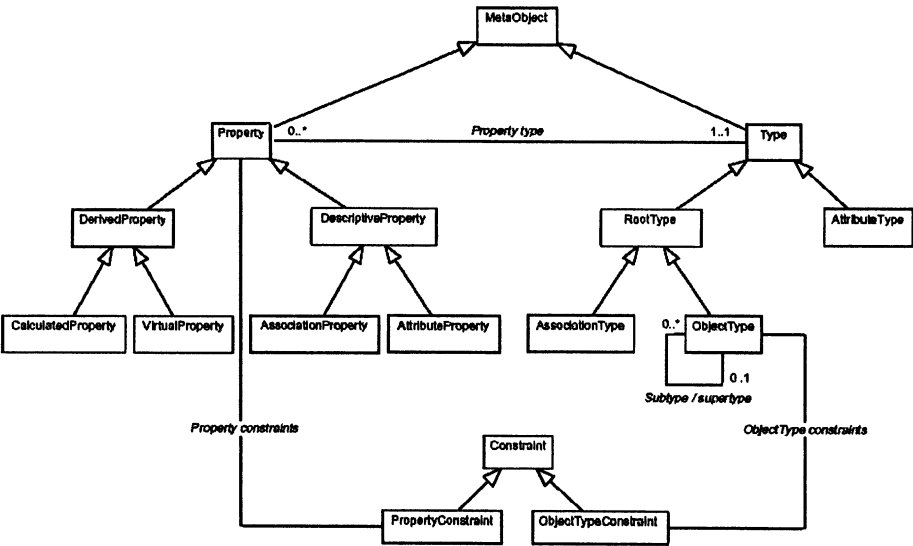 MetaObject
Property
0..*
Property type
1..1
Type
DerivedProperty
DescriptiveProperty
RootType
AttributeType
CalculatedProperty
VirtualProperty
AssociationProperty
AttributeProperty
AssociationType
0..*
ObjectType
0..1
Subtype / supertype
Property constraints
ObjectType constraints
Constraint
PropertyConstraint
ObjectTypeConstraint